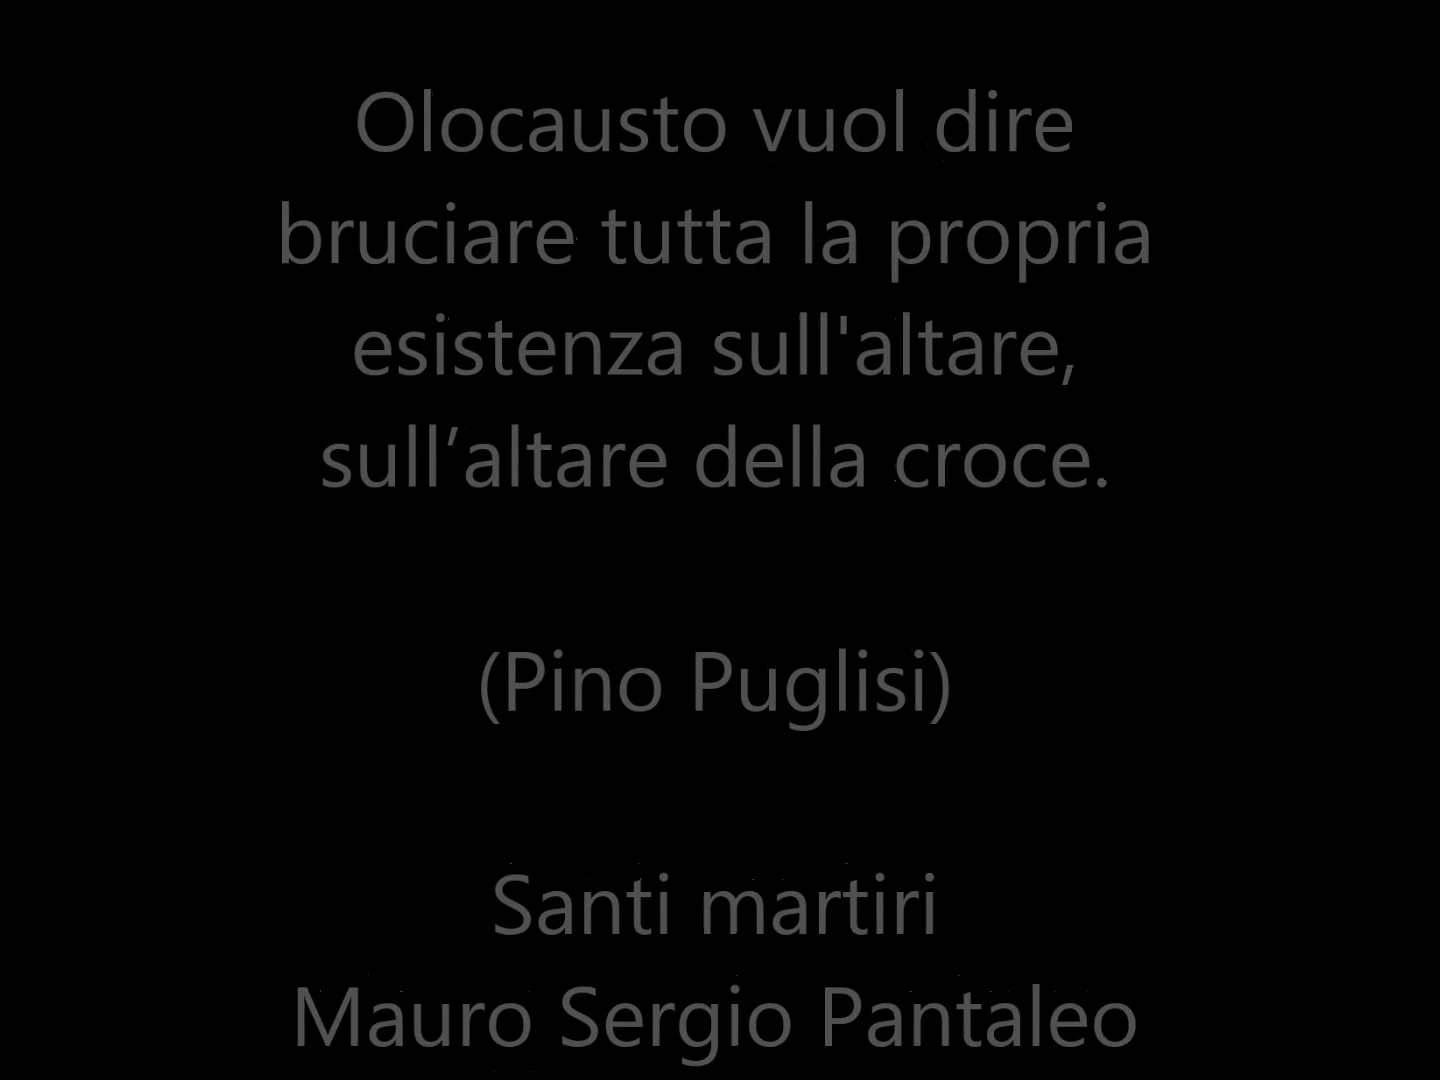 Olocausto vuol dire
bruciare tutta la propria
esistenza sull'altare,
sull’altare della croce.
(Pino Puglisi)
Santi martiri
Mauro Sergio Pantaleo